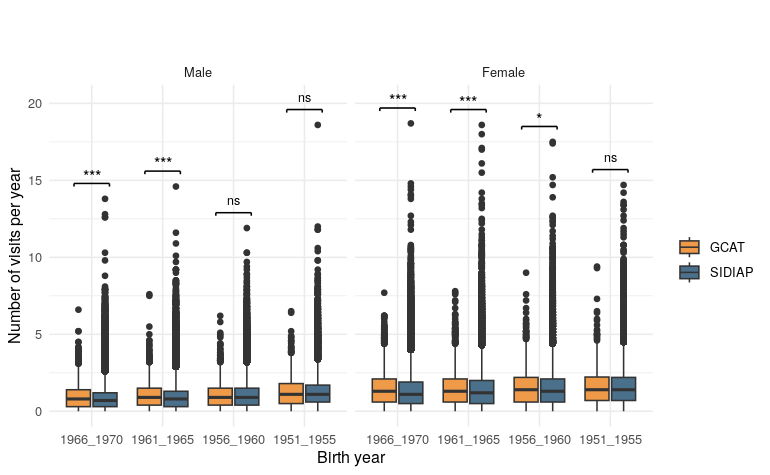 Male
Female
ns
***
***
***
***
*
ns
ns
20
15
10
5
0
Number of visits per year
1966_1970
1961_1965
1956_1960
1951_1955
1966_1970
1961_1965
1956_1960
1951_1955
Birth year
GCAT
SIDIAP